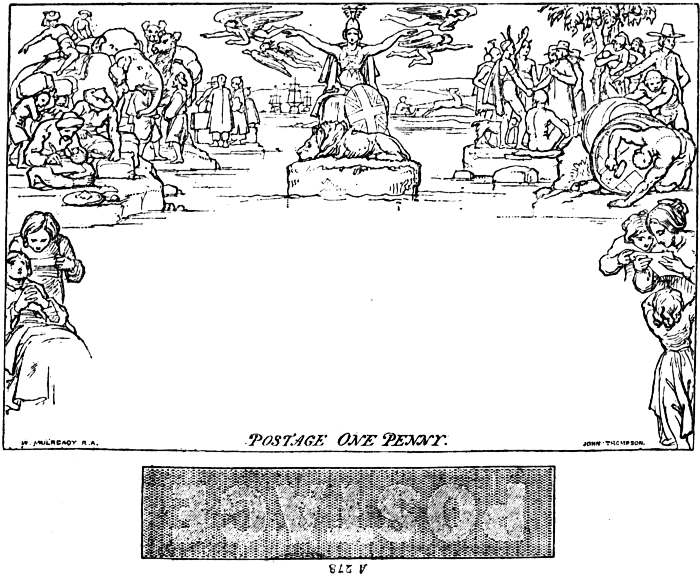 W. MULREADY R.A.
POSTAGE ONE PENNY.
JOHN THOMPSON.
POSTAGE
A 278